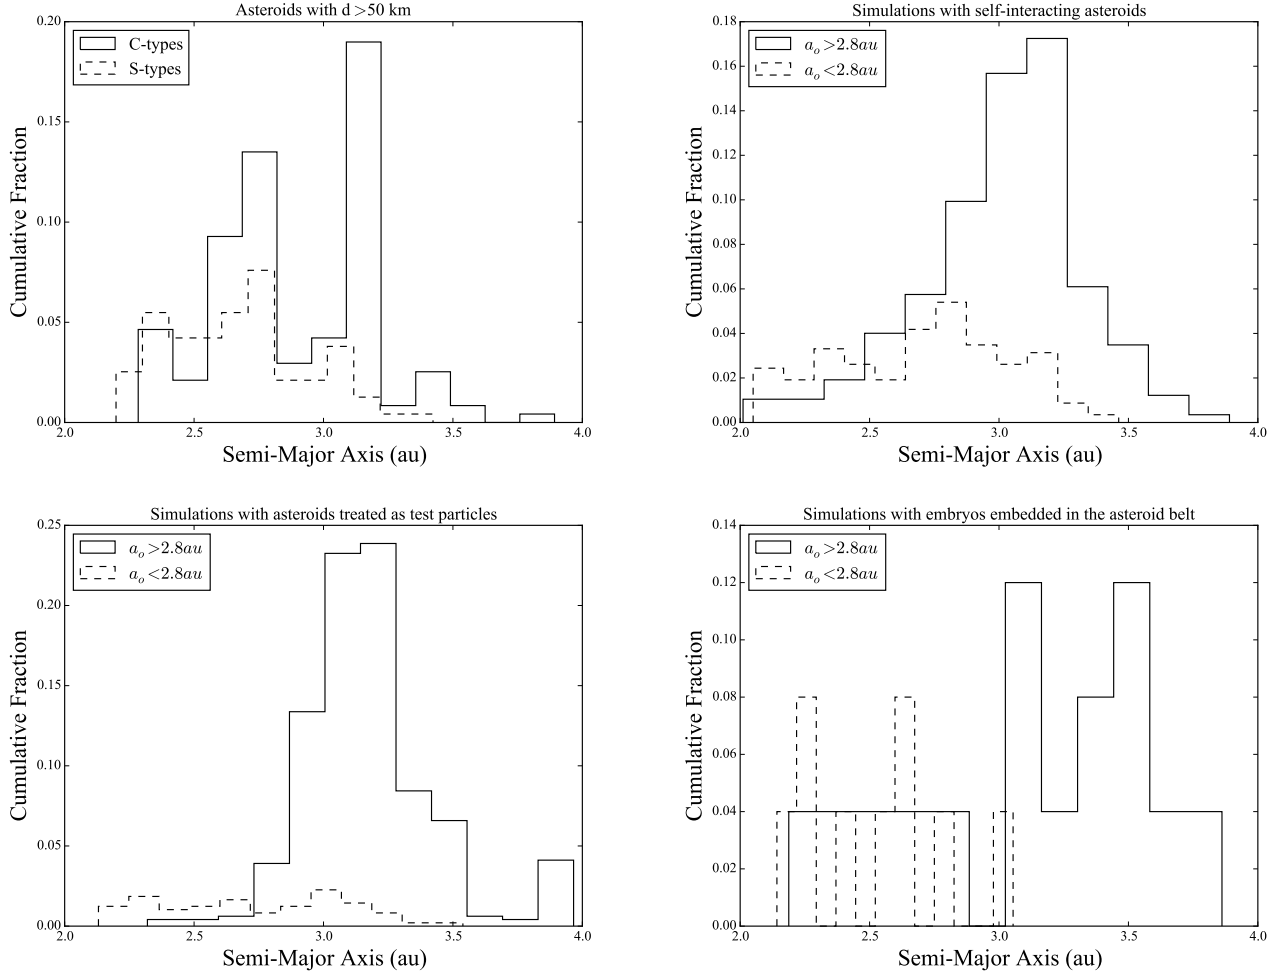 Asteroids with d >50 km
0.20
0.15
0.10
0.05
0.00
2.0 2.5 3.0 3.5 4.0
C-types
S-types
Cumulative Fraction
Semi-Major Axis (au)
Simulations with self-interacting asteroids
0.18
0.16
0.14
0.12
0.10
0.08
0.06
0.04
0.02
0.00
2.0 2.5 3.0 3.5 4.0
a_o >2.8au
a_o <2.8au
Cumulative Fraction
Semi-Major Axis (au)
Simulations with asteroids treated as test particles
0.25
0.20
0.15
0.10
0.05
0.00
2.0 2.5 3.0 3.5 4.0
a_o >2.8au
a_o <2.8au
Cumulative Fraction
Semi-Major Axis (au)
Simulations with embryos embedded in the asteroid belt
0.14
0.12
0.10
0.08
0.06
0.04
0.02
0.00
2.0 2.5 3.0 3.5 4.0
a_o >2.8au
a_o <2.8au
Cumulative Fraction
Semi-Major Axis (au)